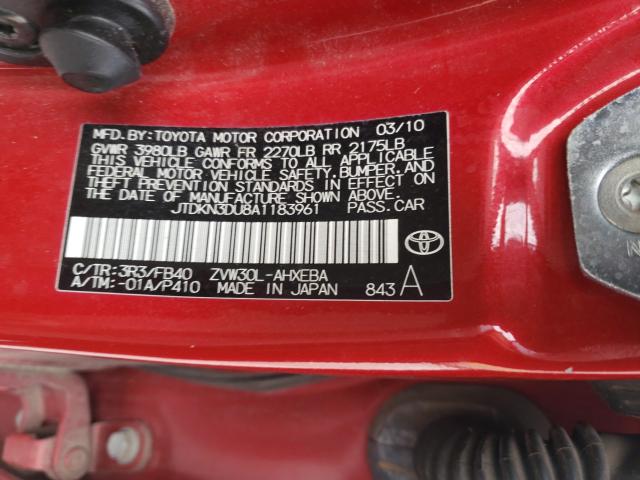 MFD. BY: TOYOTA MOTOR CORPORATION 03/10
GVWR 3980LB GAWR FR 2270LB RR 2175LB
THIS VEHICLE CONFORMS TO ALL APPLICABLE
FEDERAL MOTOR VEHICLE SAFETY, BUMPER, AND
THEFT PREVENTION STANDARDS IN EFFECT ON
THE DATE OF MANUFACTURE SHOWN ABOVE.
JTDKN3DU8A1183961 PASS. CAR
C/TR: 3R3/FB40 ZVW30L-AHXEBA
A/TM: -01A/P410 MADE IN JAPAN 843 A